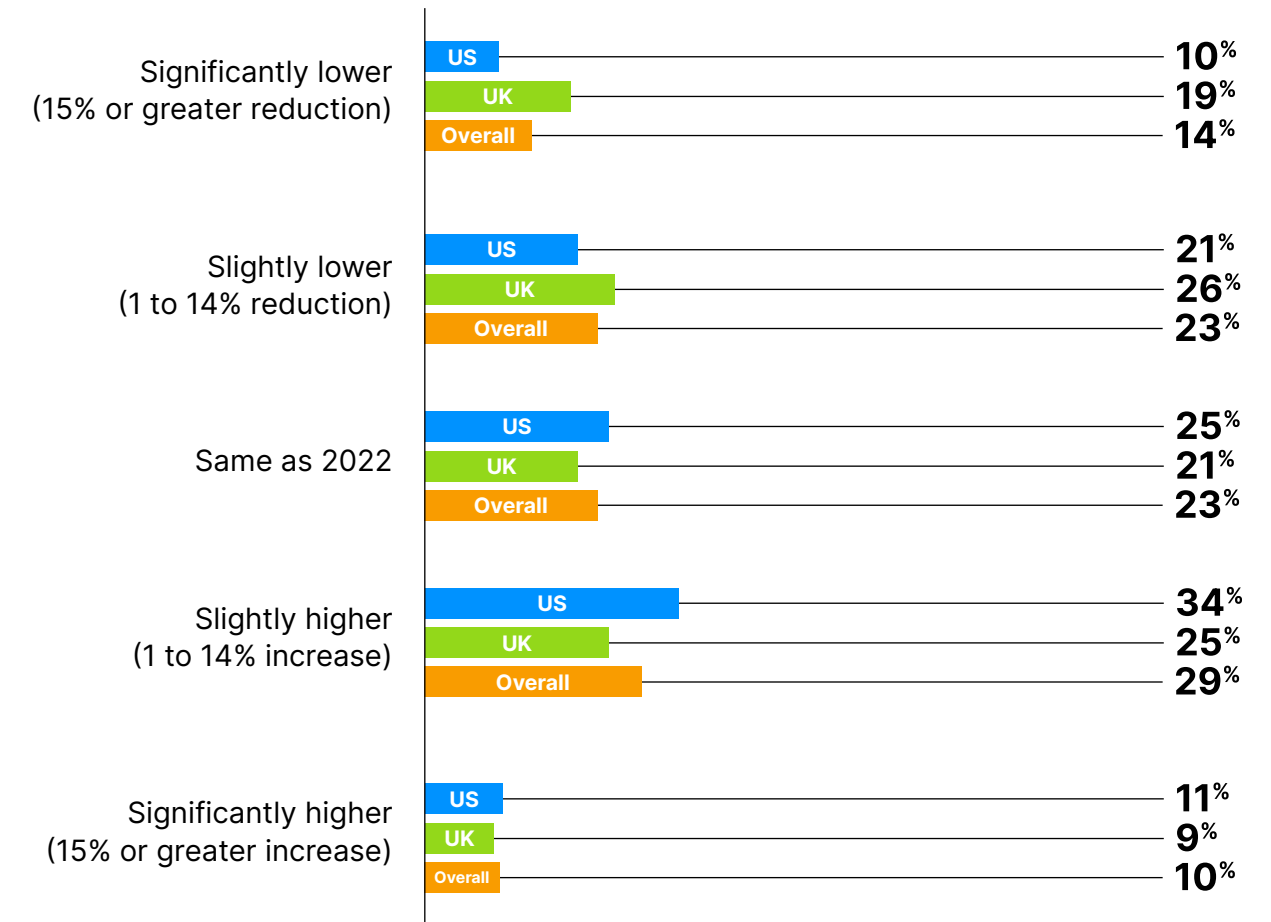 Significantly lower
(15% or greater reduction)
US
10%
UK
19%
Overall
14%
Slightly lower
(1 to 14% reduction)
US
21%
UK
26%
Overall
23%
Same as 2022
US
25%
UK
21%
Overall
23%
Slightly higher
(1 to 14% increase)
US
34%
UK
25%
Overall
29%
Significantly higher
(15% or greater increase)
US
11%
UK
9%
Overall
10%